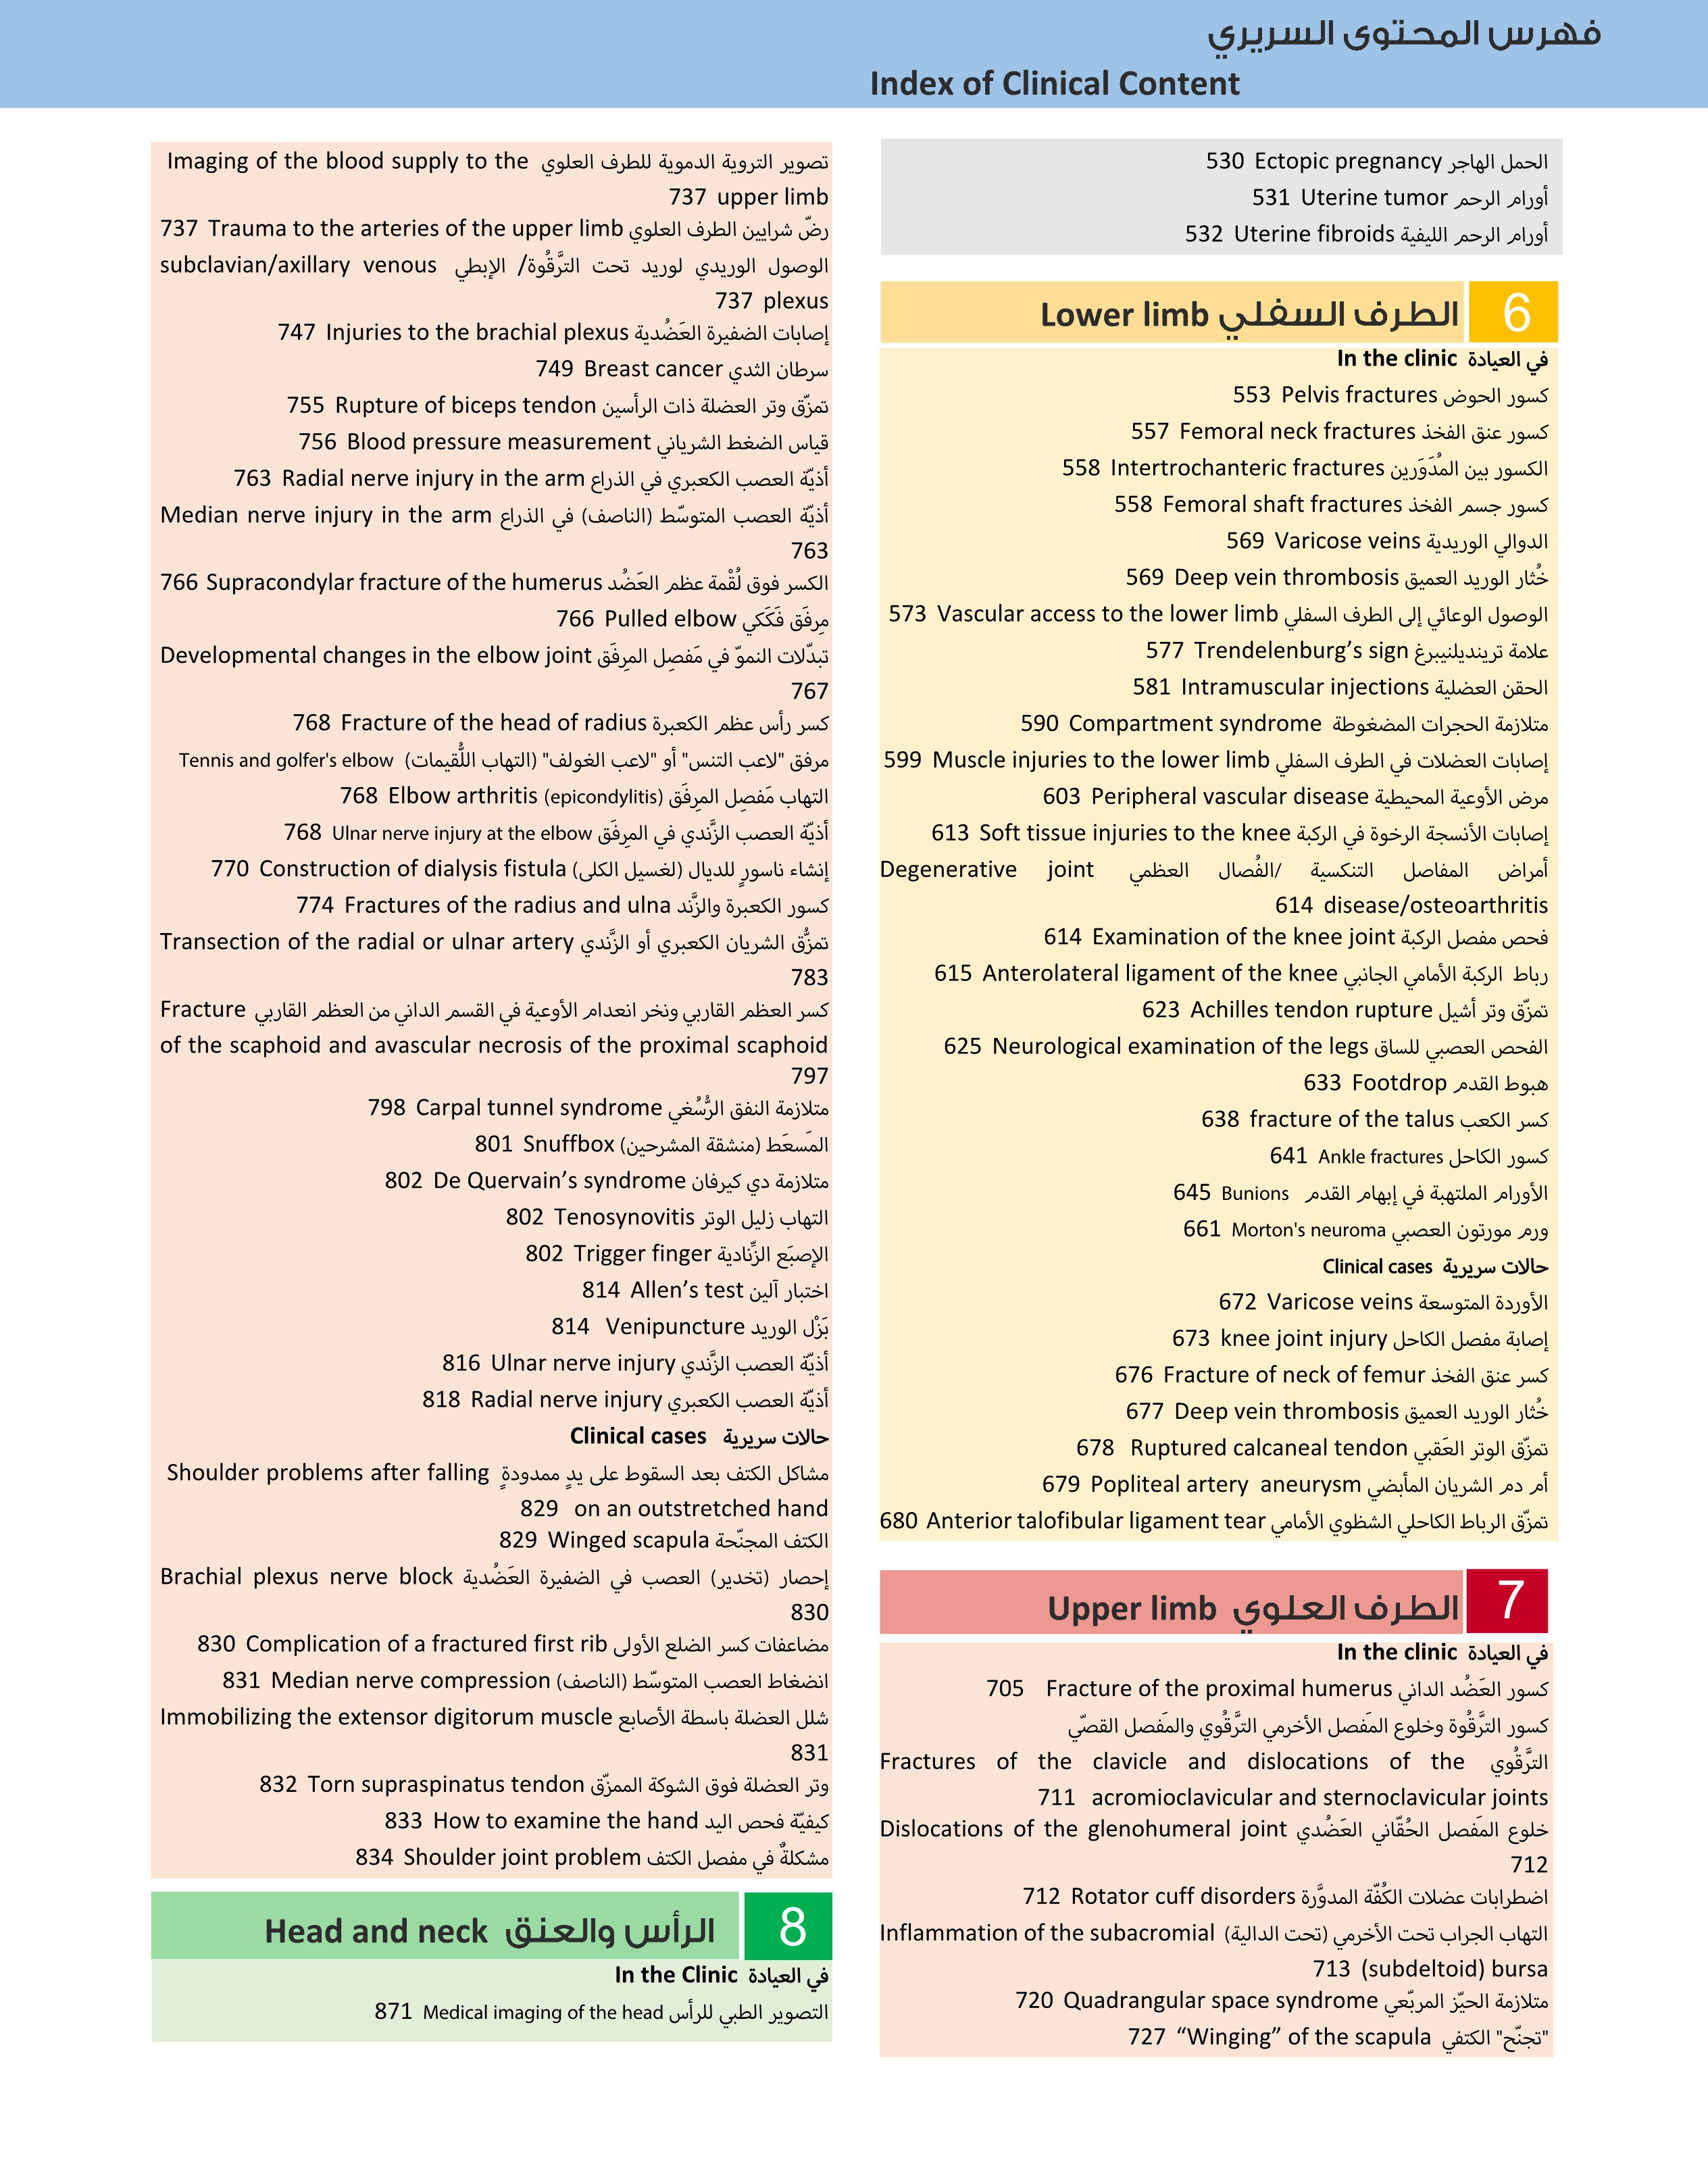 فهرس المحتوى السريري
Index of Clinical Content
الحمل الهاجر Ectopic pregnancy 530
أورام الرحم Uterine tumor 531
أورام الرحم الليفية Uterine fibroids 532
6 الطرف السفلي Lower limb
في العيادة In the clinic
كسور الحوض Pelvis fractures 553
كسور عنق الفخذ Femoral neck fractures 557
الكسور بين المُدَوَرين Intertrochanteric fractures 558
كسور جسم الفخذ Femoral shaft fractures 558
الدوالي الوريدية Varicose veins 569
خُثار الوريد العميق Deep vein thrombosis 569
الوصول الوعائي إلى الطرف السفلي Vascular access to the lower limb 573
علامة تريندلينبرغ Trendelenburg’s sign 577
الحقن العضلية Intramuscular injections 581
متلازمة الحجرات المضغوطة Compartment syndrome 590
إصابات العضلات في الطرف السفلي Muscle injuries to the lower limb 599
مرض الأوعية المحيطية Peripheral vascular disease 603
إصابات الأنسجة الرخوة في الركبة Soft tissue injuries to the knee 613
أمراض المفاصل التنكسية /الفُصال العظمي Degenerative joint
disease/osteoarthritis 614
فحص مفصل الركبة Examination of the knee joint 614
رباط الركبة الأمامي الجانبي Anterolateral ligament of the knee 615
تمزّق وتر أشيل Achilles tendon rupture 623
الفحص العصبي للساق Neurological examination of the legs 625
هبوط القدم Footdrop 633
كسر الكعب fracture of the talus 638
كسور الكاحل Ankle fractures 641
الأورام الملتهبة في إبهام القدم Bunions 645
ورم مورتون العصبي Morton's neuroma 661
حالات سريرية Clinical cases
الأوردة المتوسعة Varicose veins 672
إصابة مفصل الكاحل knee joint injury 673
كسر عنق الفخذ Fracture of neck of femur 676
خُثار الوريد العميق Deep vein thrombosis 677
تمزّق الوتر العَقبي Ruptured calcaneal tendon 678
أم دم الشريان المأبضي Popliteal artery aneurysm 679
تمزّق الرباط الكاحلي الشظوي الأمامي Anterior talofibular ligament tear 680
7 الطرف العلوي Upper limb
في العيادة In the clinic
كسور العَضُد الداني Fracture of the proximal humerus 705
كسور التَّرقُوة وخلوع المَفصل الأخرمي التَّرقُوي والمَفصل القصّي
التَّرقُوي Fractures of the clavicle and dislocations of the
acromioclavicular and sternoclavicular joints 711
خلوع المَفصل الحُقّاني العَضُدي Dislocations of the glenohumeral joint
712
اضطرابات عضلات الكُفّة المدوَّرة Rotator cuff disorders 712
التهاب الجراب تحت الأخرمي (تحت الدالية) Inflammation of the subacromial
(subdeltoid) bursa 713
متلازمة الحيّز المربّعي Quadrangular space syndrome 720
"تجنّح" الكتفي “Winging” of the scapula 727
تصوير التروية الدموية للطرف العلوي Imaging of the blood supply to the
upper limb 737
رضّ شرايين الطرف العلوي Trauma to the arteries of the upper limb 737
الوصول الوريدي لوريد تحت التَّرقُوة/ الإبطي subclavian/axillary venous
plexus 737
إصابات الضفيرة العَضُدية Injuries to the brachial plexus 747
سرطان الثدي Breast cancer 749
تمزّق وتر العضلة ذات الرأسين Rupture of biceps tendon 755
قياس الضغط الشرياني Blood pressure measurement 756
أذيّة العصب الكعبري في الذراع Radial nerve injury in the arm 763
أذيّة العصب المتوسّط (الناصف) في الذراع Median nerve injury in the arm
763
الكسر فوق لُقْمة عظم العَضُد Supracondylar fracture of the humerus 766
مِرفَق فَكَكي Pulled elbow 766
تبدّلات النموّ في مَفصِل المِرفَق Developmental changes in the elbow joint
767
كسر رأس عظم الكعبرة Fracture of the head of radius 768
مرفق "لاعب التنس" أو "لاعب الغولف" (التهاب اللُّقيمات) Tennis and golfer's elbow
التهاب مَفصِل المِرفَق Elbow arthritis (epicondylitis) 768
أذيّة العصب الزَّندي في المِرفَق Ulnar nerve injury at the elbow 768
إنشاء ناسورٍ للديال (لغسيل الكلى) Construction of dialysis fistula 770
كسور الكعبرة والزَّند Fractures of the radius and ulna 774
تمزُّق الشريان الكعبري أو الزَّندي Transection of the radial or ulnar artery
783
كسر العظم القاربي ونخر انعدام الأوعية في القسم الداني من العظم القاربي Fracture
of the scaphoid and avascular necrosis of the proximal scaphoid
797
متلازمة النفق الرُّسُغي Carpal tunnel syndrome 798
المَسعَط (منشقة المشرحين) Snuffbox 801
متلازمة دي كيرفان De Quervain’s syndrome 802
التهاب زليل الوتر Tenosynovitis 802
الإصبَع الزِّنادية Trigger finger 802
اختبار آلين Allen’s test 814
بَزْل الوريد Venipuncture 814
أذيّة العصب الزَّندي Ulnar nerve injury 816
أذيّة العصب الكعبري Radial nerve injury 818
حالات سريرية Clinical cases
مشاكل الكتف بعد السقوط على يدٍ ممدودةٍ Shoulder problems after falling
on an outstretched hand 829
الكتف المجنّحة Winged scapula 829
إحصار (تخدير) العصب في الضفيرة العَضُدية Brachial plexus nerve block
830
مضاعفات كسر الضلع الأولى Complication of a fractured first rib 830
انضغاط العصب المتوسّط (الناصف) Median nerve compression 831
شلل العضلة باسطة الأصابع Immobilizing the extensor digitorum muscle
831
وتر العضلة فوق الشوكة الممزّق Torn supraspinatus tendon 832
كيفيّة فحص اليد How to examine the hand 833
مشكلةٌ في مفصل الكتف Shoulder joint problem 834
8 الرأس والعنق Head and neck
في العيادة In the Clinic
التصوير الطبي للرأس Medical imaging of the head 871